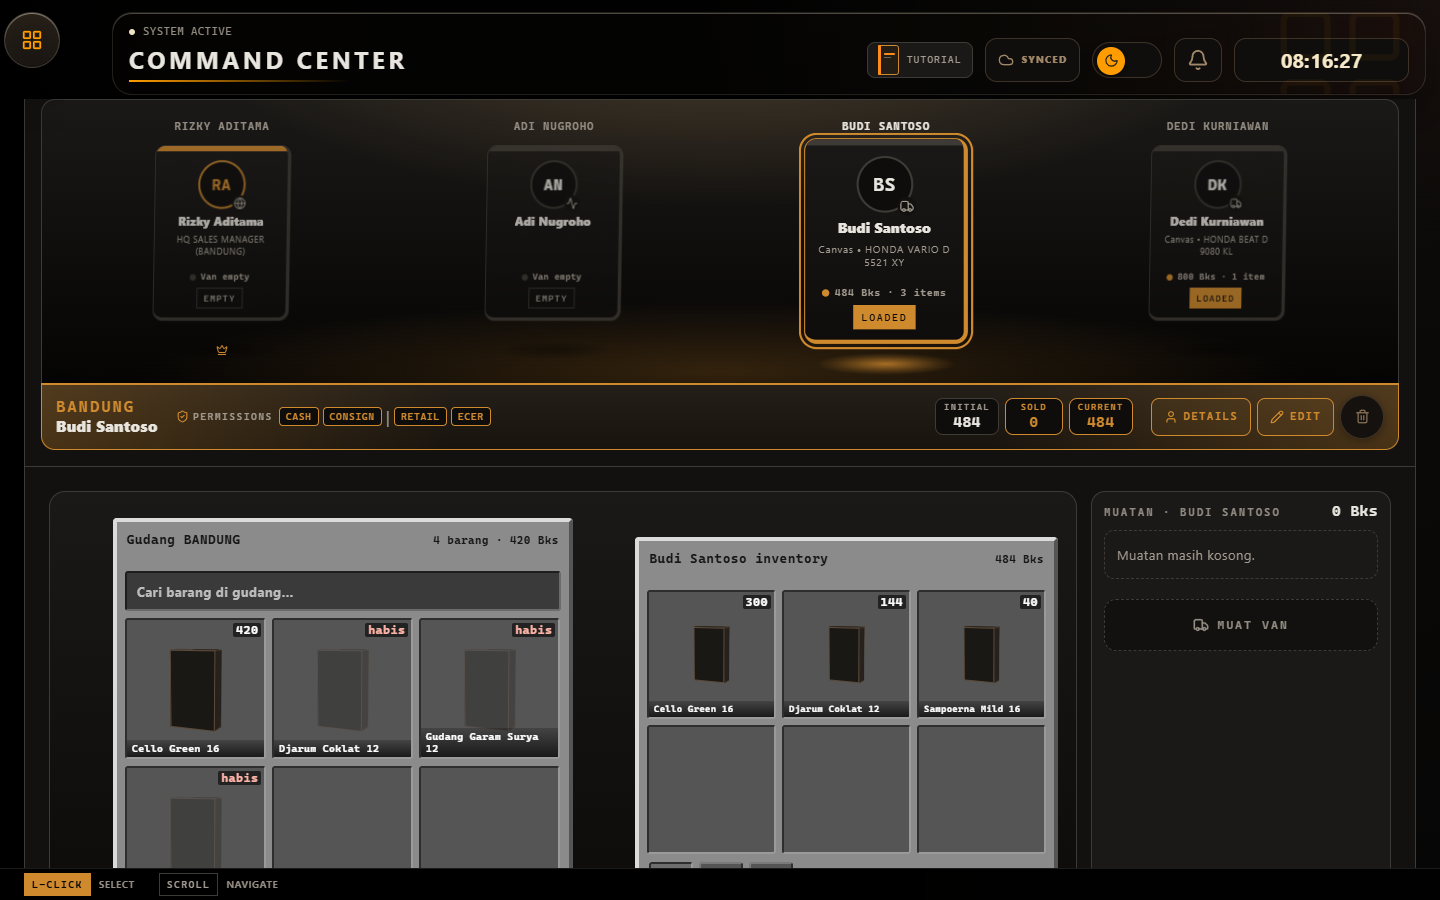 SYSTEM ACTIVE
COMMAND CENTER
TUTORIAL
SYNCED
08:16:27
RIZKY ADITAMA
RA
Rizky Aditama
HQ SALES MANAGER
(BANDUNG)
Van empty
EMPTY
ADI NUGROHO
AN
Adi Nugroho
Van empty
EMPTY
BUDI SANTOSO
BS
Budi Santoso
Canvas • HONDA VARIO D
5521 XY
484 Bks · 3 items
LOADED
DEDI KURNIAWAN
DK
Dedi Kurniawan
Canvas • HONDA BEAT D
9080 KL
800 Bks · 1 item
LOADED
BANDUNG
Budi Santoso
PERMISSIONS CASH CONSIGN | RETAIL ECER
INITIAL
484
SOLD
0
CURRENT
484
DETAILS
EDIT
Gudang BANDUNG
4 barang · 420 Bks
Cari barang di gudang...
420
Cello Green 16
habis
Djarum Coklat 12
habis
Gudang Garam Surya
12
habis
Budi Santoso inventory
484 Bks
300
Cello Green 16
144
Djarum Coklat 12
40
Sampoerna Mild 16
MUATAN · BUDI SANTOSO
0 Bks
Muatan masih kosong.
MUAT VAN
L-CLICK SELECT
SCROLL NAVIGATE